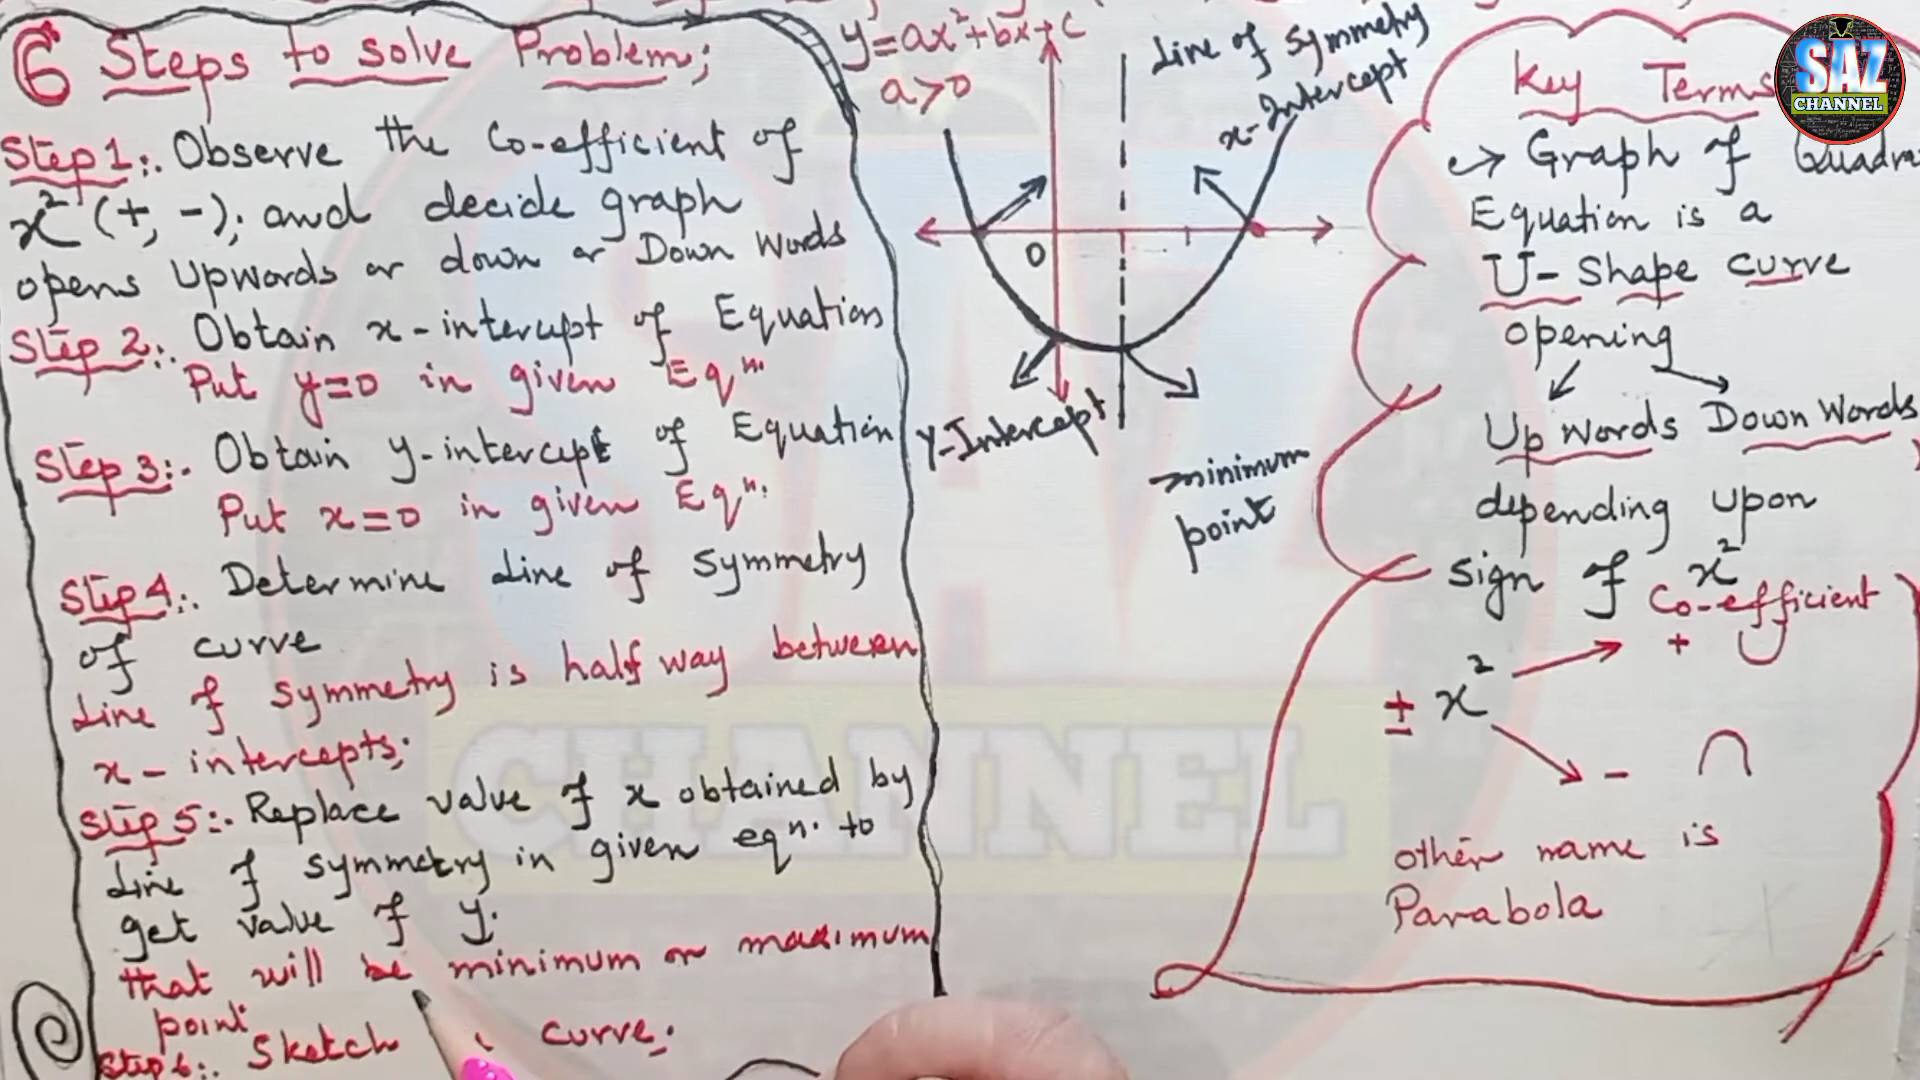 6 Steps to solve Problem;
Step 1:. Observe the Co-efficient of
x² (+, -); and decide graph
opens Upwords or down or Down Words
Step 2:. Obtain x-intercept of Equation
Put y=0 in given Eqⁿ.
Step 3:. Obtain y-intercept of Equation
Put x=0 in given Eqⁿ.
Step 4:. Determine Line of Symmetry
of curve
Line of symmetry is half way between
x-intercepts;
Step 5:. Replace value of x obtained by
Line of symmetry in given eqⁿ. to
get value of y.
that will be minimum or maximum
point
Step 6:. Sketch curve.
y=ax²+bx+c
a>0
Line of Symmetry
x-Intercept
0
Y-Intercept
minimum
point
Key Terms
Graph of Quadra
Equation is a
U-Shape curve
opening
Up Words Down Words
depending upon
sign of x²
Co-efficient
± x² + ∪
- ∩
other name is
Parabola
SAZ
CHANNEL
SAZ
CHANNEL